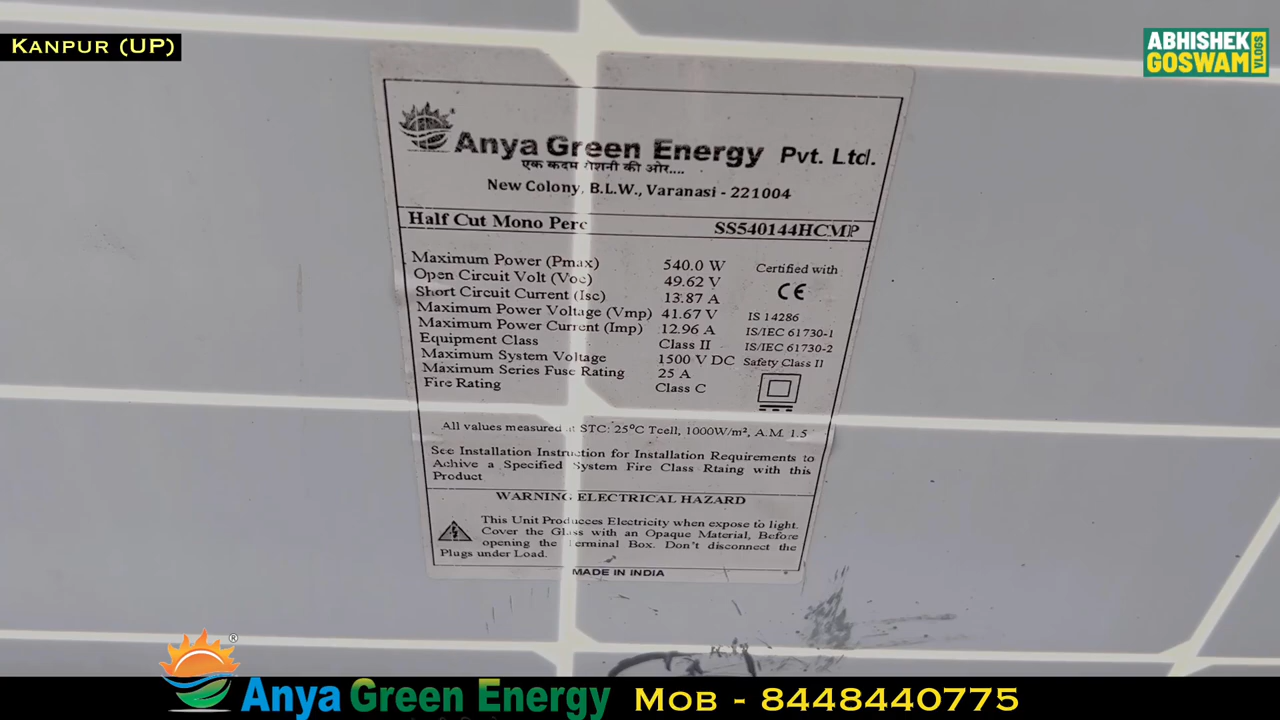 KANPUR (UP)
ABHISHEK
GOSWAMI
VLOGS
Anya Green Energy Pvt. Ltd.
एक कदम रोशनी की ओर....
New Colony, B.L.W., Varanasi - 221004
Half Cut Mono Perc SS540144HCMP
Maximum Power (Pmax) 540.0 W
Open Circuit Volt (Voc) 49.62 V
Short Circuit Current (Isc) 13.87 A
Maximum Power Voltage (Vmp) 41.67 V
Maximum Power Current (Imp) 12.96 A
Equipment Class Class II
Maximum System Voltage 1500 V DC
Maximum Series Fuse Rating 25 A
Fire Rating Class C
Certified with
CE
IS 14286
IS/IEC 61730-1
IS/IEC 61730-2
Safety Class II
All values measured at STC: 25°C Tcell, 1000W/m², A.M. 1.5
See Installation Instruction for Installation Requirements to
Achive a Specified System Fire Class Rtaing with this
Product
WARNING ELECTRICAL HAZARD
This Unit Producces Electricity when expose to light.
Cover the Glass with an Opaque Material, Before
opening the Terminal Box. Don't disconnect the
Plugs under Load.
MADE IN INDIA
Anya Green Energy MOB - 8448440775